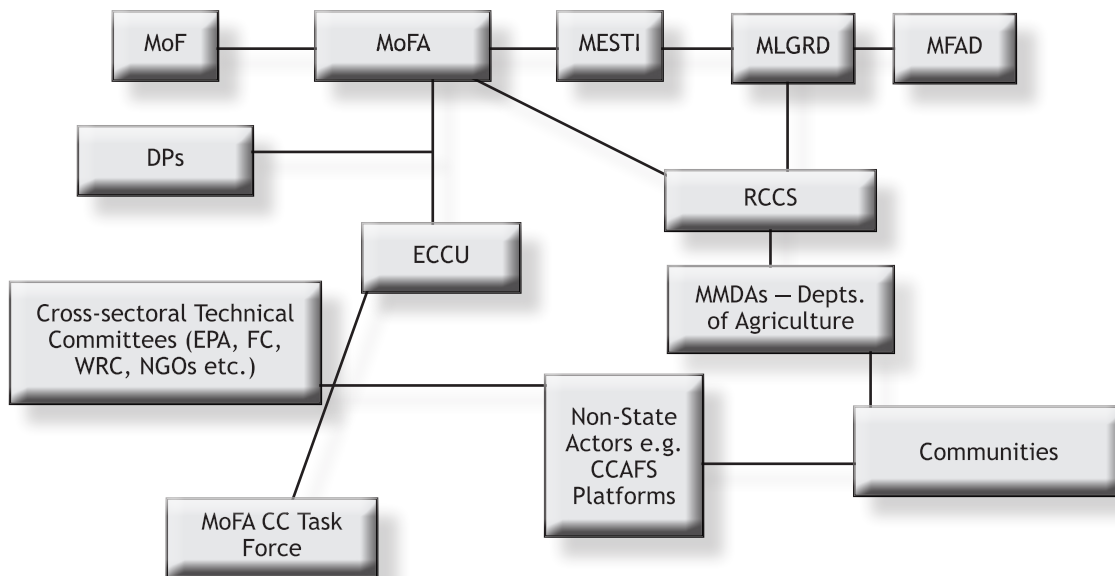 MoF
MoFA
MESTI
MLGRD
MFAD
DPs
RCCS
ECCU
MMDAs — Depts.
of Agriculture
Cross-sectoral Technical
Committees (EPA, FC,
WRC, NGOs etc.)
Non-State
Actors e.g.
CCAFS
Platforms
Communities
MoFA CC Task
Force